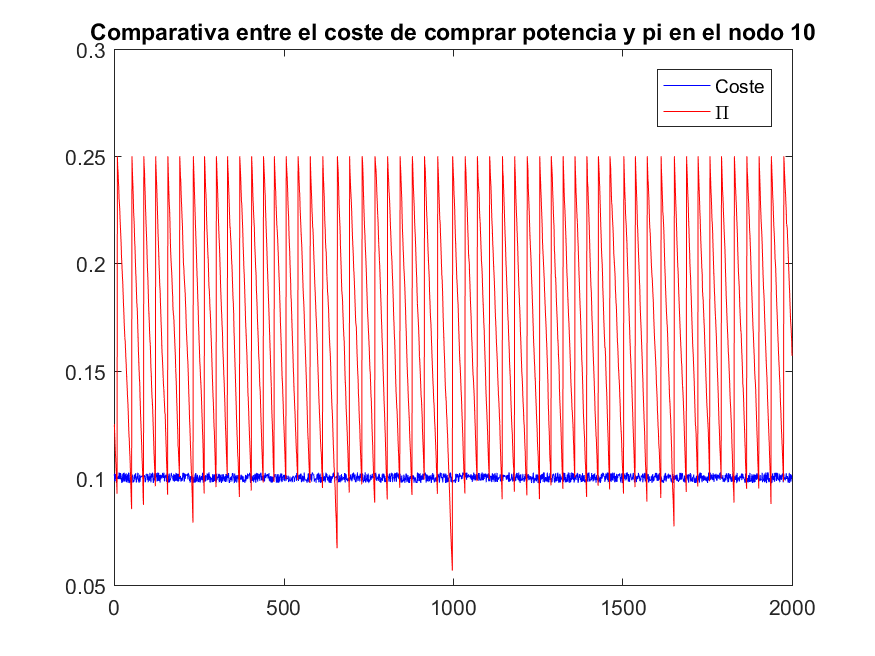 Comparativa entre el coste de comprar potencia y pi en el nodo 10
0.3
Coste
Π
0.25
0.2
0.15
0.1
0.05
0 500 1000 1500 2000